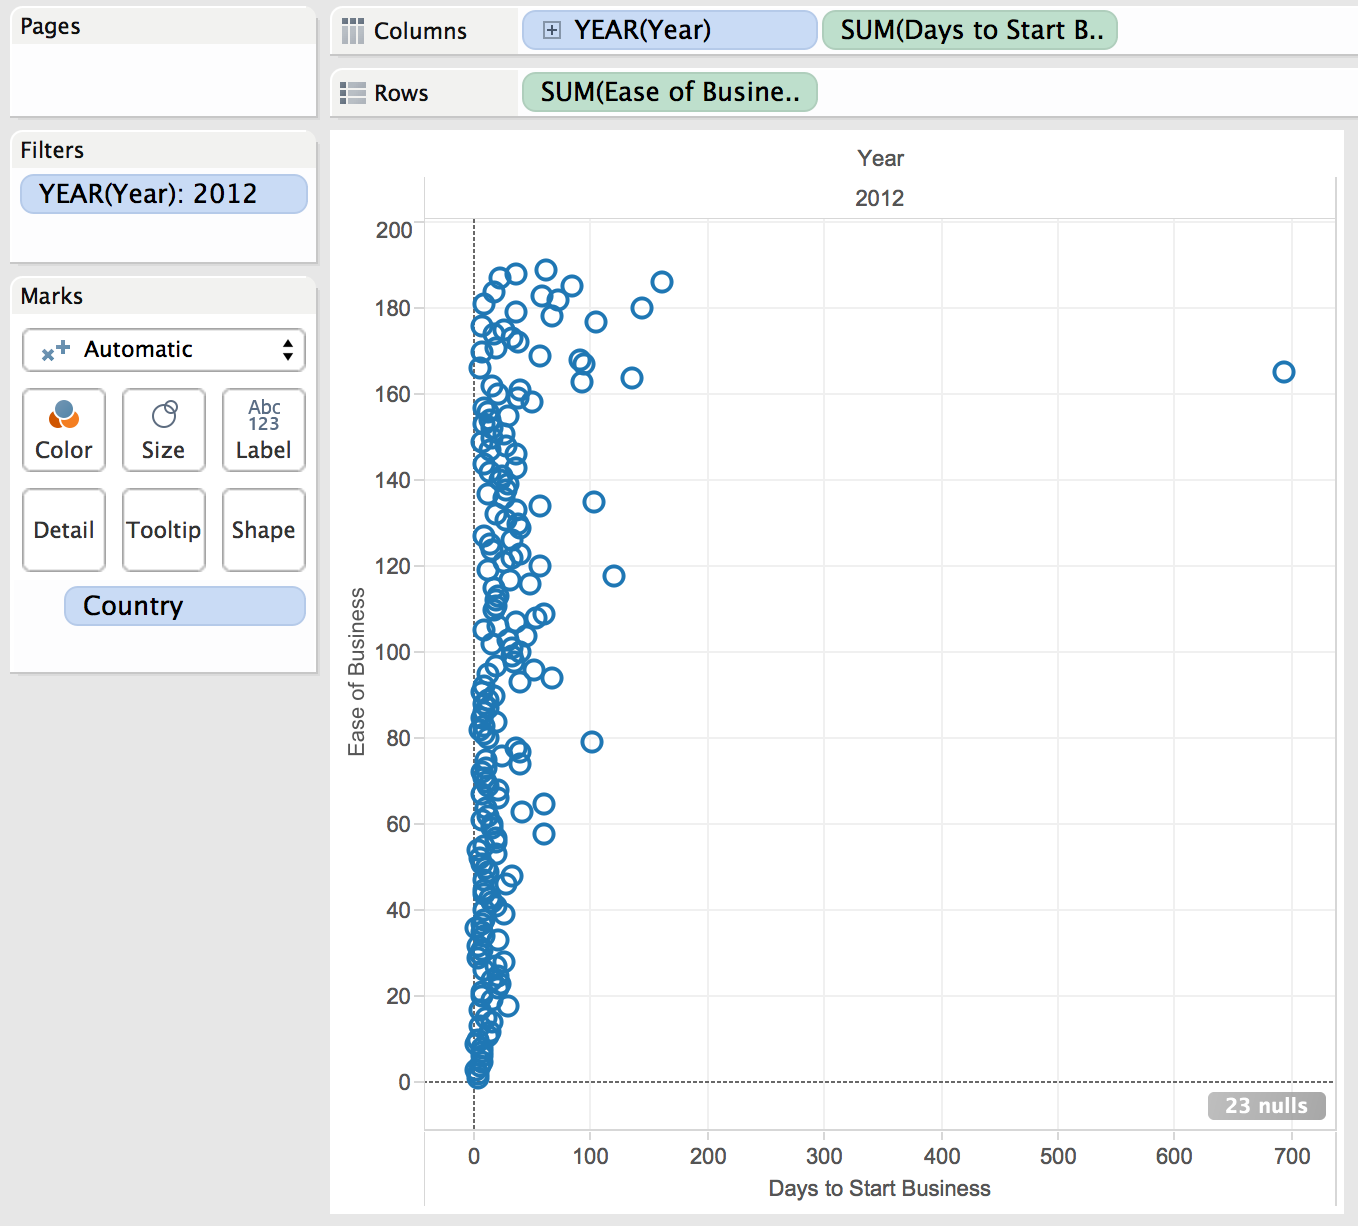 Pages
Columns
YEAR(Year)
SUM(Days to Start B..
Rows
SUM(Ease of Busine..
Filters
YEAR(Year): 2012
Marks
Automatic
Color
Size
Abc
123
Label
Detail
Tooltip
Shape
Country
Year
2012
200
180
160
140
120
100
80
60
40
20
0
Ease of Business
23 nulls
0 100 200 300 400 500 600 700
Days to Start Business